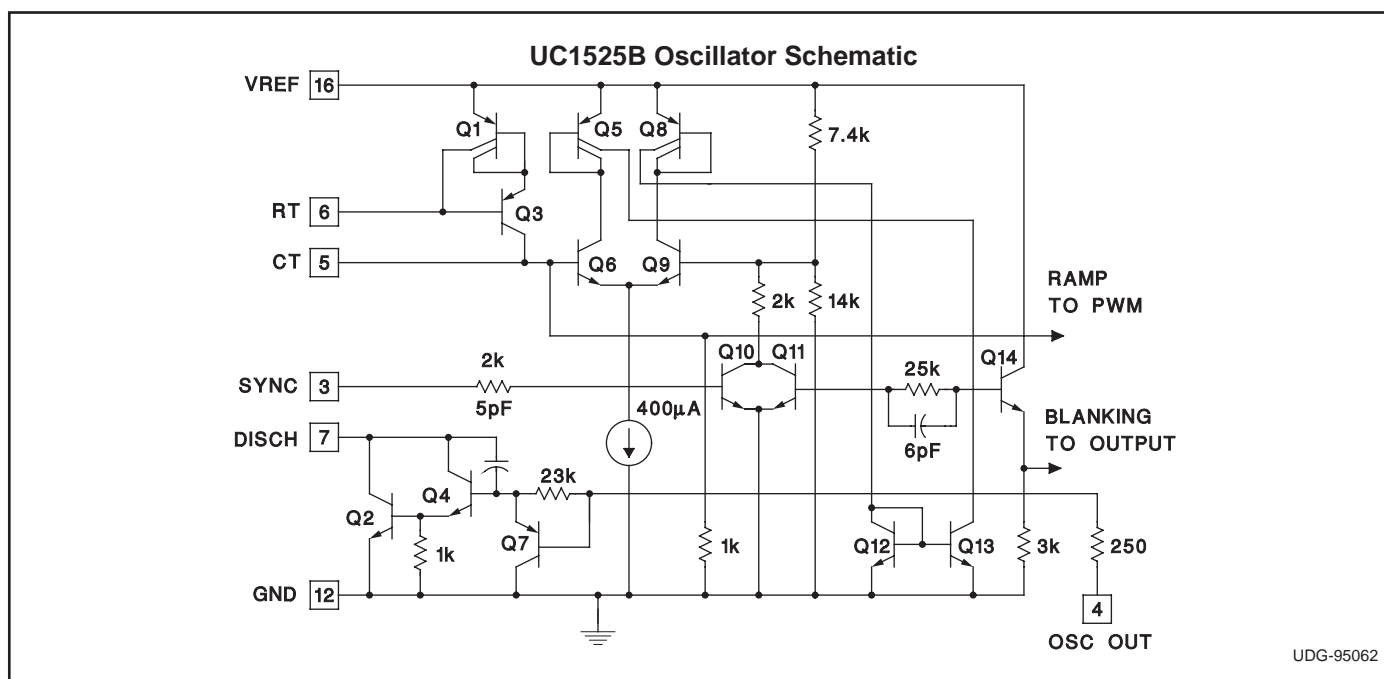 UC1525B Oscillator Schematic
VREF 16
Q1
Q5
Q8
7.4k
RT 6
Q3
CT 5
Q6
Q9
2k
14k
RAMP
TO PWM
Q10
Q11
Q14
2k
25k
SYNC 3
5pF
400µA
BLANKING
TO OUTPUT
DISCH 7
6pF
23k
Q4
Q2
Q7
1k
1k
Q12
Q13
3k
250
GND 12
4
OSC OUT
UDG-95062